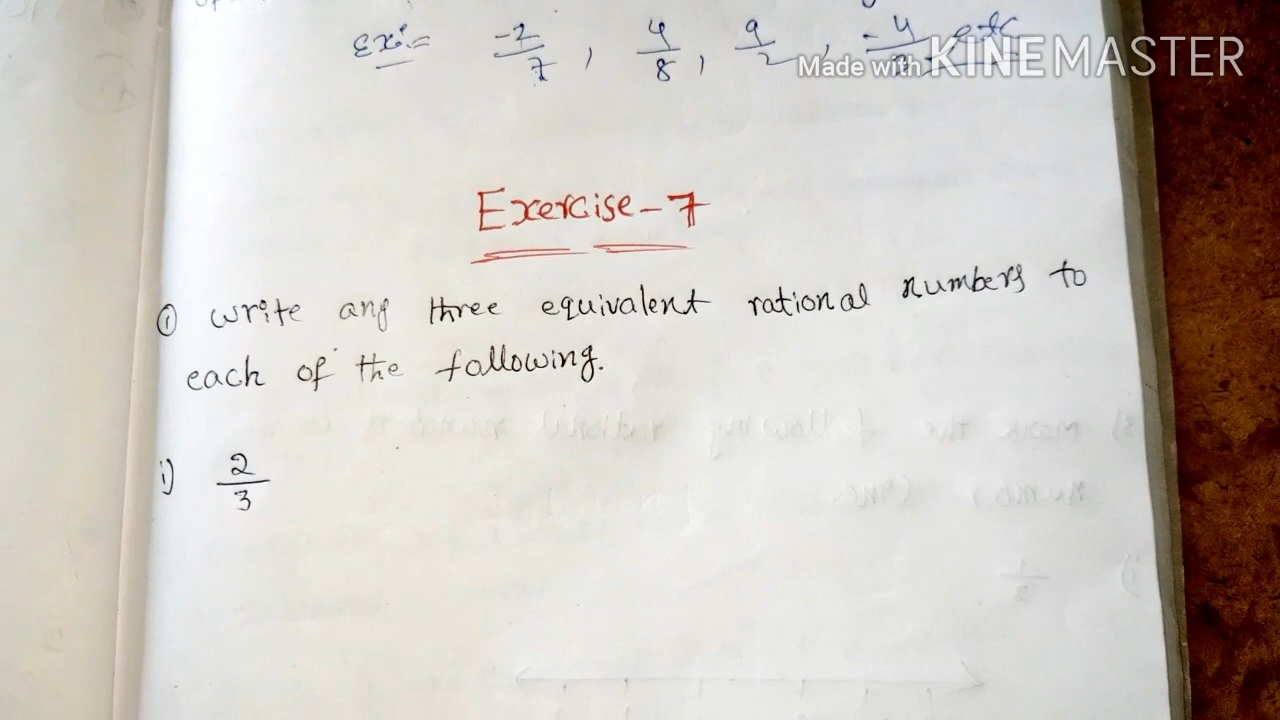 Ex:= -2/7 , 4/8 , 9/2 , -4/ etc
Made with KINEMASTER
Exercise-7
① write any three equivalent rational numbers to
each of the following.
i) 2/3